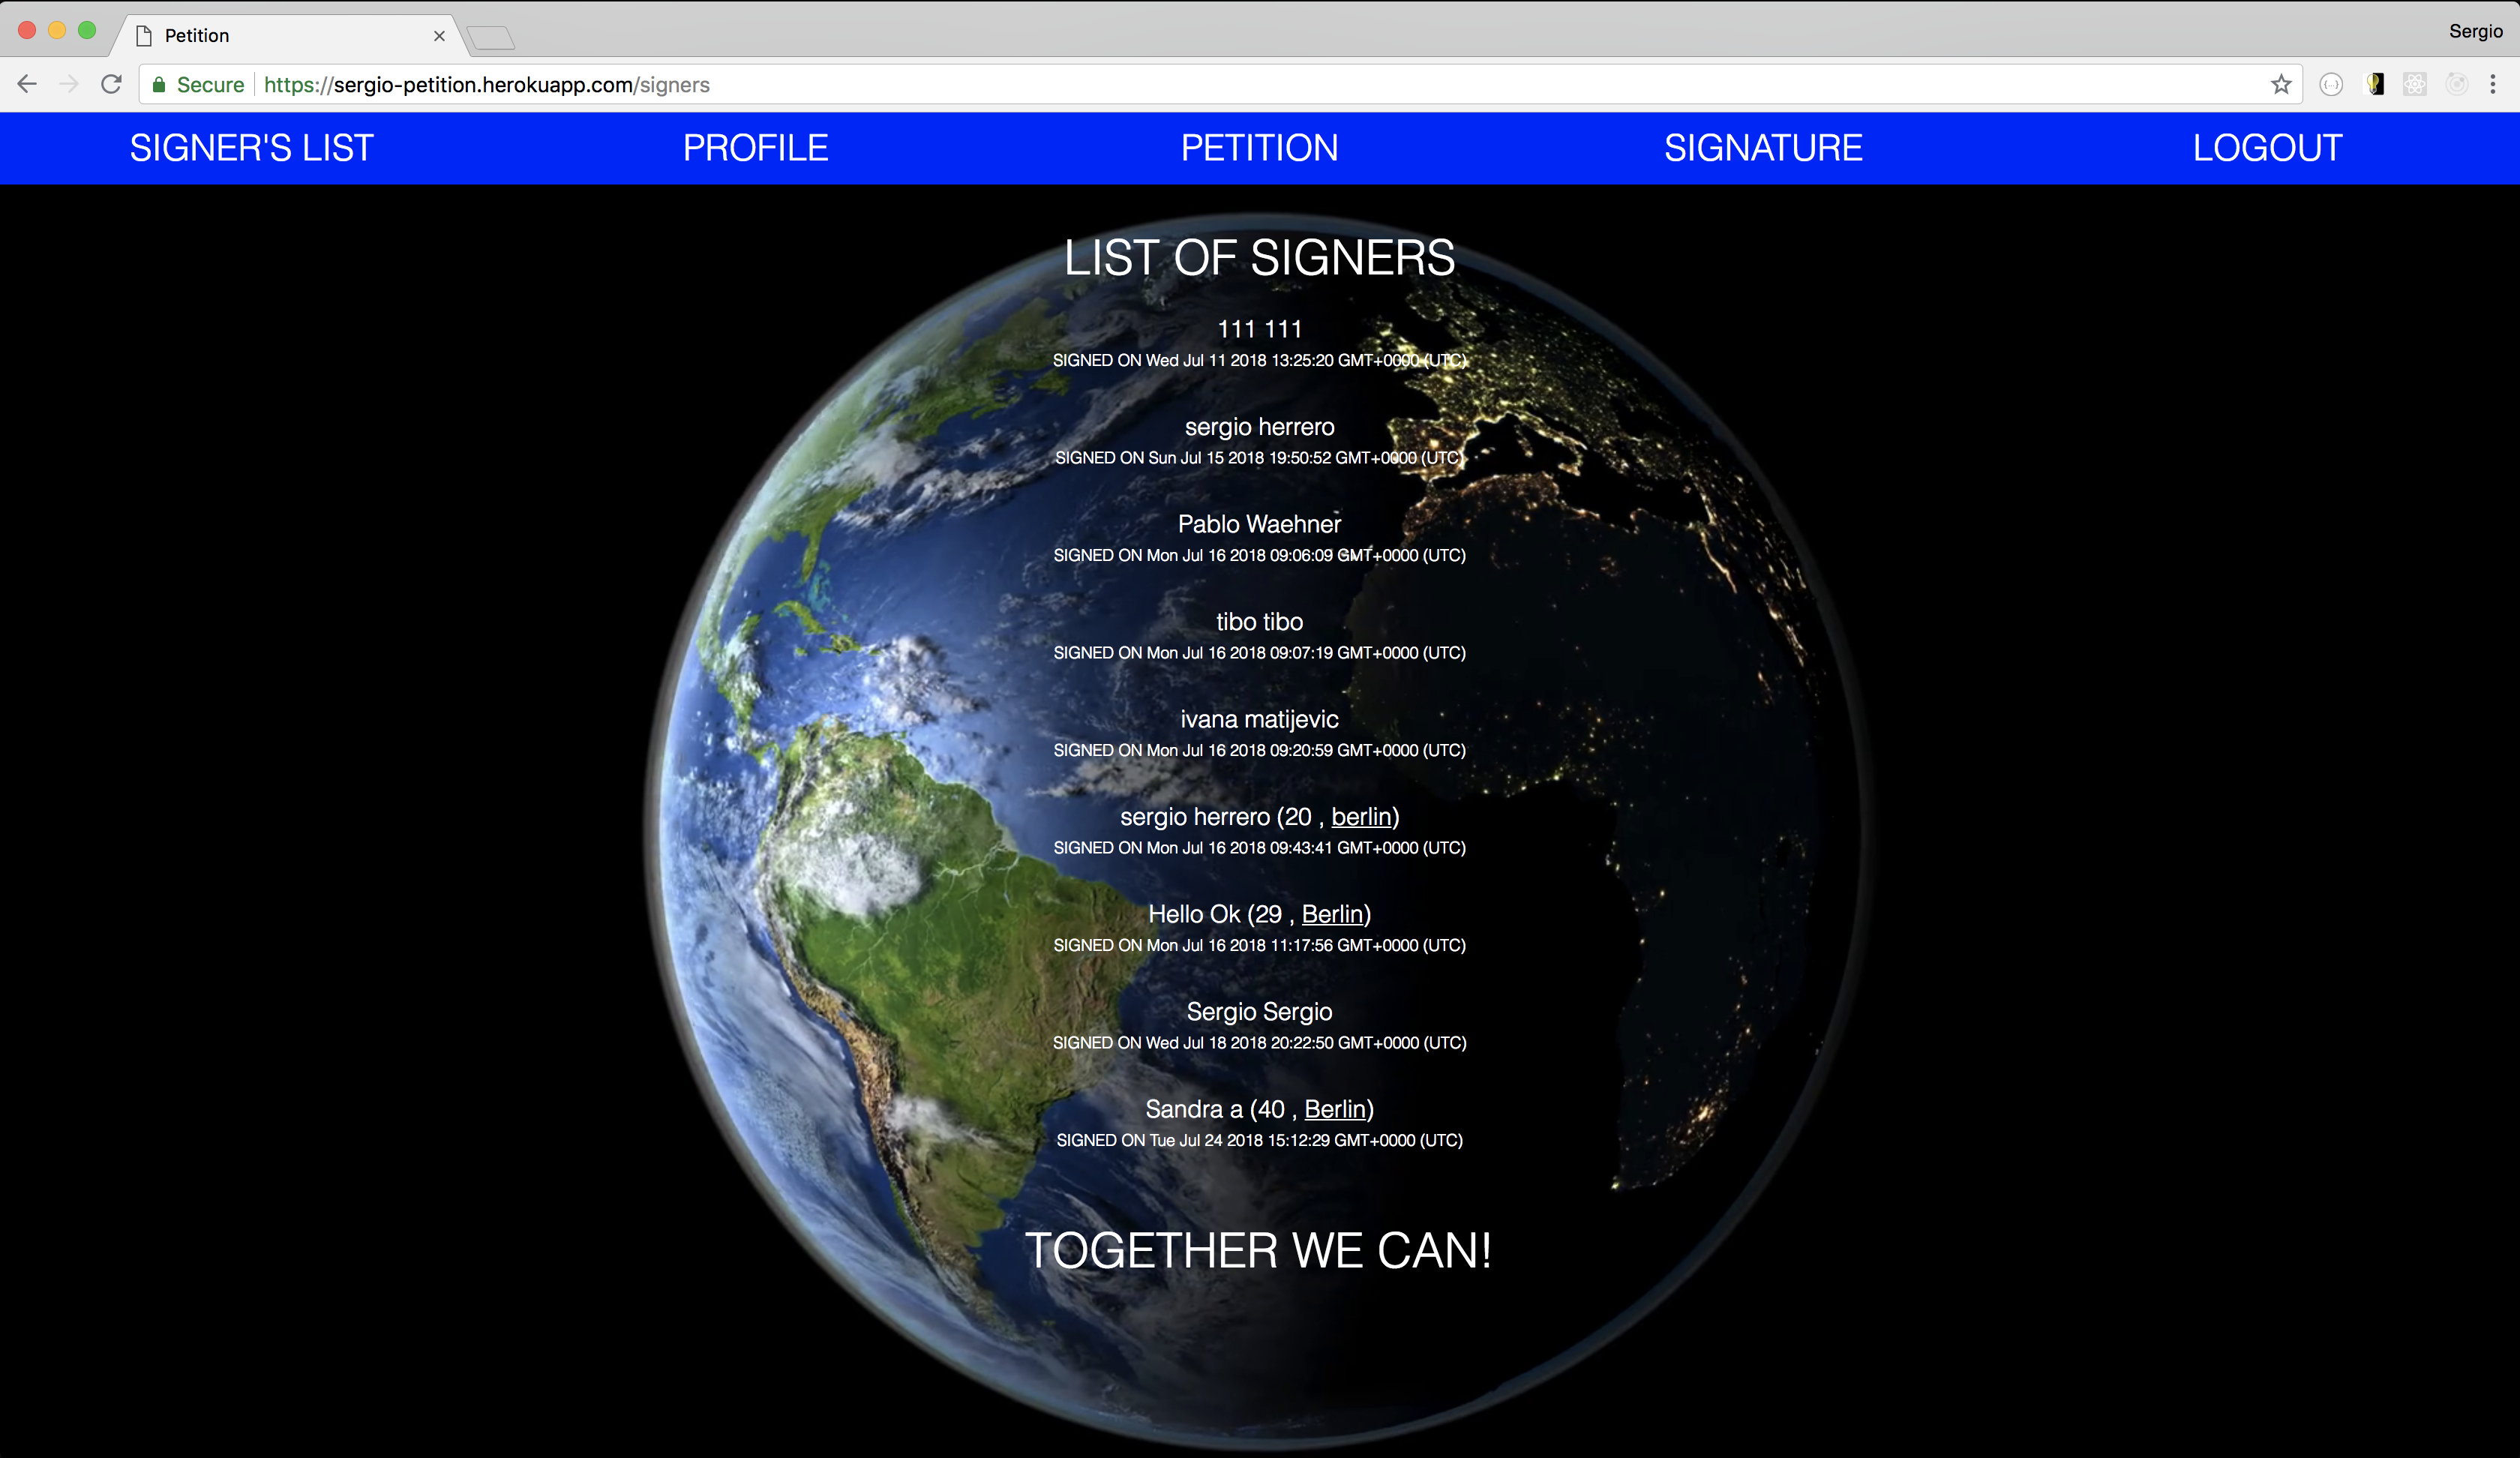 Petition
Sergio
Secure https://sergio-petition.herokuapp.com/signers
SIGNER'S LIST PROFILE PETITION SIGNATURE LOGOUT
LIST OF SIGNERS
111 111
SIGNED ON Wed Jul 11 2018 13:25:20 GMT+0000 (UTC)
sergio herrero
SIGNED ON Sun Jul 15 2018 19:50:52 GMT+0000 (UTC)
Pablo Waehner
SIGNED ON Mon Jul 16 2018 09:06:09 GMT+0000 (UTC)
tibo tibo
SIGNED ON Mon Jul 16 2018 09:07:19 GMT+0000 (UTC)
ivana matijevic
SIGNED ON Mon Jul 16 2018 09:20:59 GMT+0000 (UTC)
sergio herrero (20 , berlin)
SIGNED ON Mon Jul 16 2018 09:43:41 GMT+0000 (UTC)
Hello Ok (29 , Berlin)
SIGNED ON Mon Jul 16 2018 11:17:56 GMT+0000 (UTC)
Sergio Sergio
SIGNED ON Wed Jul 18 2018 20:22:50 GMT+0000 (UTC)
Sandra a (40 , Berlin)
SIGNED ON Tue Jul 24 2018 15:12:29 GMT+0000 (UTC)
TOGETHER WE CAN!